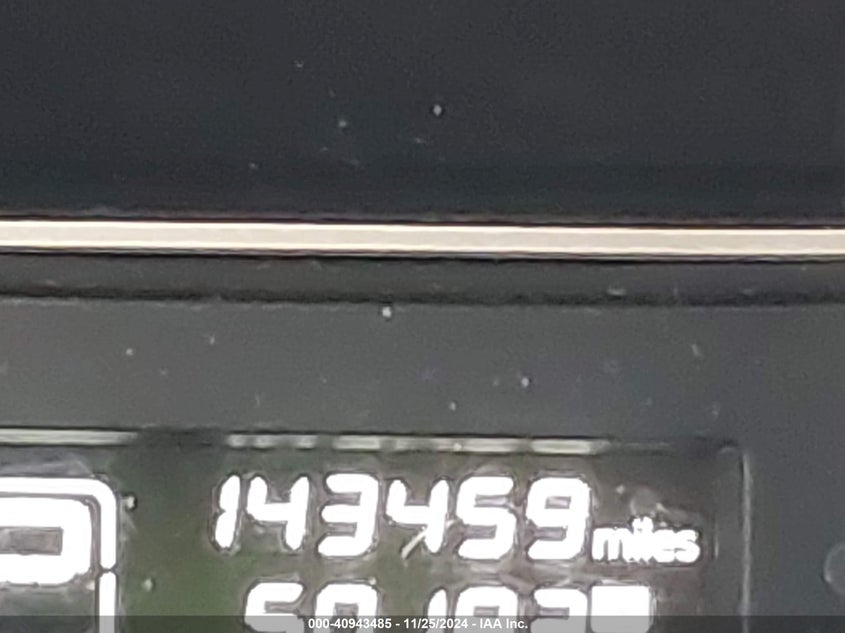 143459 miles
000-40943485 - 11/25/2024 - IAA Inc.